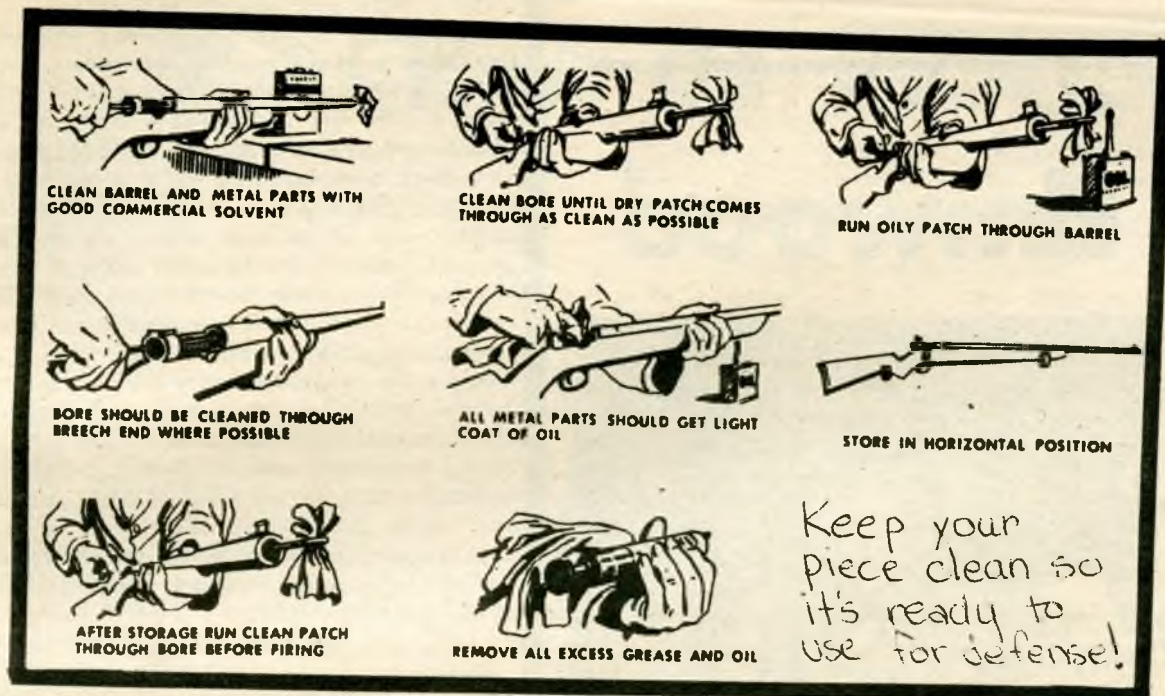 CLEAN BARREL AND METAL PARTS WITH
GOOD COMMERCIAL SOLVENT
CLEAN BORE UNTIL DRY PATCH COMES
THROUGH AS CLEAN AS POSSIBLE
OIL
RUN OILY PATCH THROUGH BARREL
BORE SHOULD BE CLEANED THROUGH
BREECH END WHERE POSSIBLE
ALL METAL PARTS SHOULD GET LIGHT
COAT OF OIL
STORE IN HORIZONTAL POSITION
AFTER STORAGE RUN CLEAN PATCH
THROUGH BORE BEFORE FIRING
REMOVE ALL EXCESS GREASE AND OIL
Keep your
piece clean so
it's ready to
use for defense!